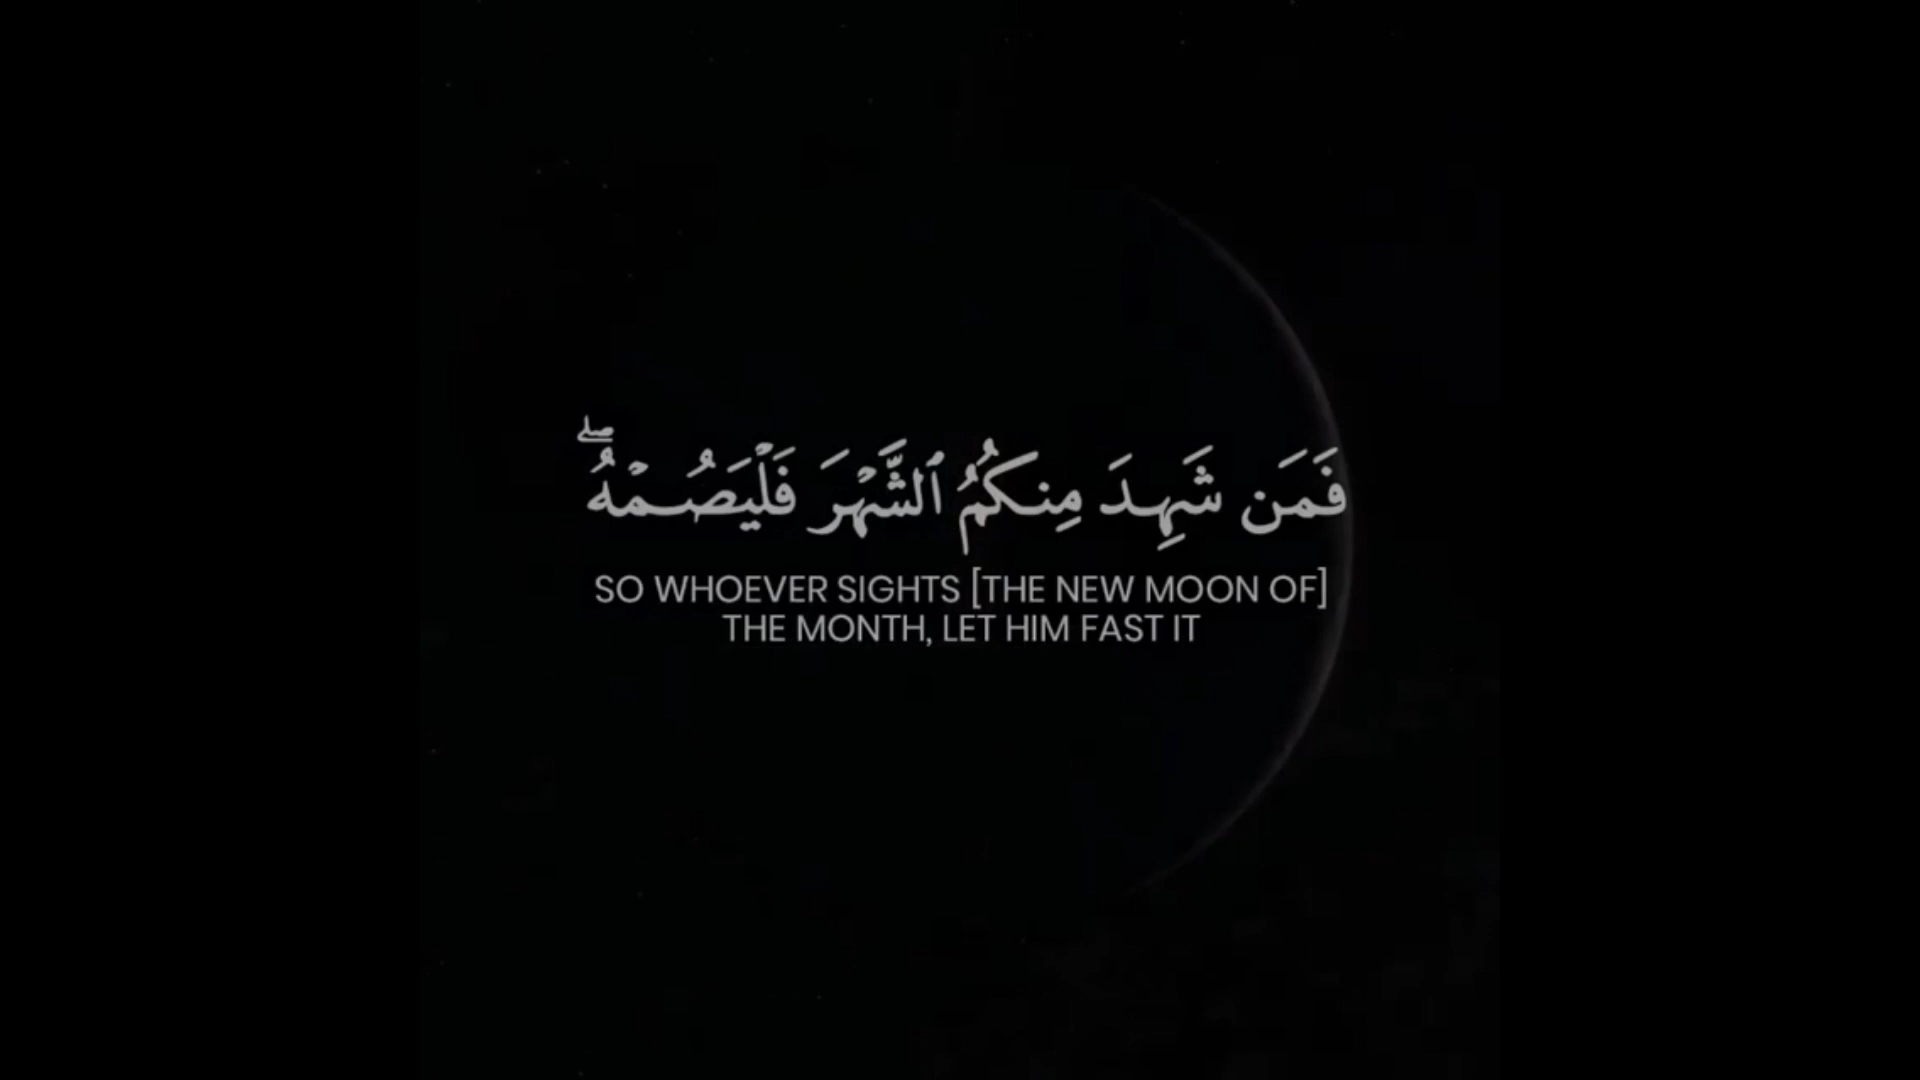 فَمَن شَهِدَ مِنكُمُ ٱلشَّهۡرَ فَلۡيَصُمۡهُۖ
SO WHOEVER SIGHTS [THE NEW MOON OF]
THE MONTH, LET HIM FAST IT